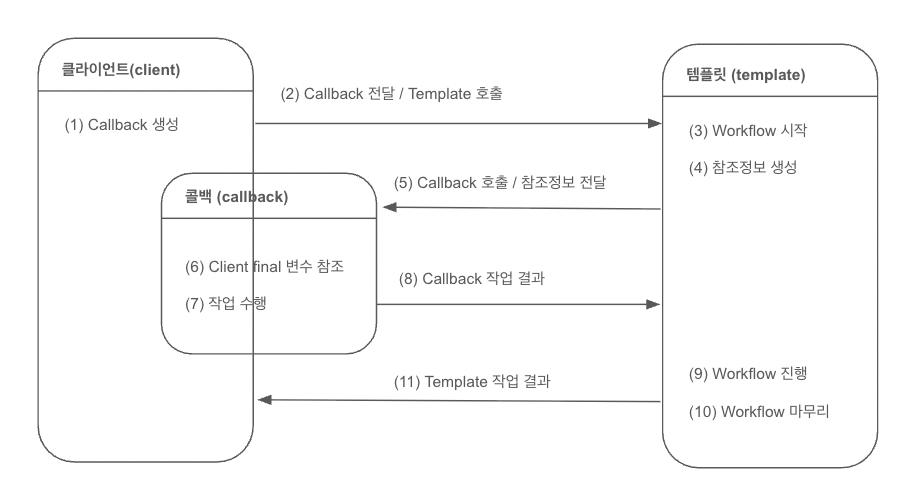 클라이언트(client)
(1) Callback 생성
(2) Callback 전달 / Template 호출
템플릿 (template)
(3) Workflow 시작
(4) 참조정보 생성
(5) Callback 호출 / 참조정보 전달
콜백 (callback)
(6) Client final 변수 참조
(7) 작업 수행
(8) Callback 작업 결과
(9) Workflow 진행
(10) Workflow 마무리
(11) Template 작업 결과